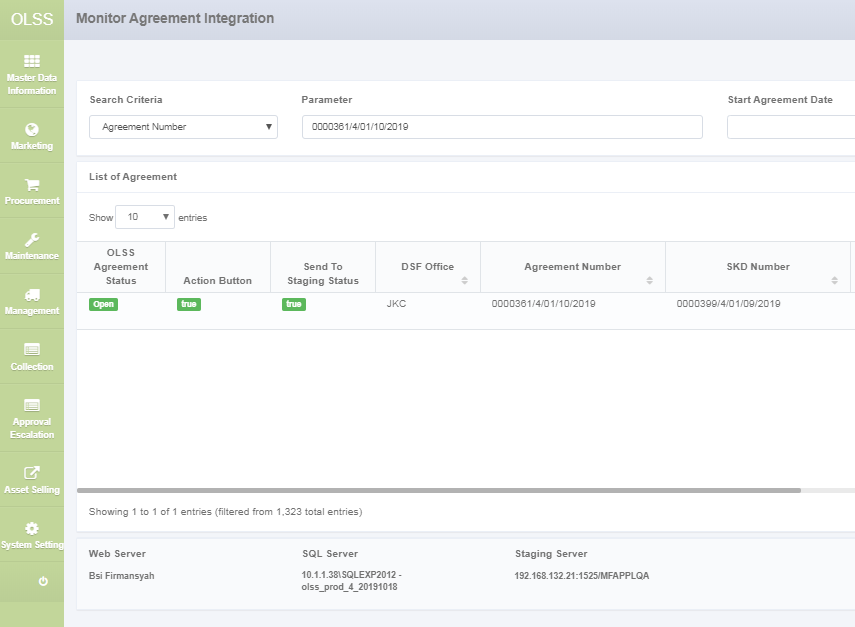 OLSS
Monitor Agreement Integration
Master Data
Information
Marketing
Procurement
Maintenance
Management
Collection
Approval
Escalation
Asset Selling
System Setting
Search Criteria
Parameter
Start Agreement Date
Agreement Number
0000361/4/01/10/2019
List of Agreement
Show 10 entries
OLSS
Agreement
Status
Action Button
Send To
Staging Status
DSF Office
Agreement Number
SKD Number
Open
true
true
JKC
0000361/4/01/10/2019
0000399/4/01/09/2019
Showing 1 to 1 of 1 entries (filtered from 1,323 total entries)
Web Server
SQL Server
Staging Server
Bsi Firmansyah
10.1.1.38\SQLEXP2012 -
olss_prod_4_20191018
192.168.132.21:1525/MFAPPLQA